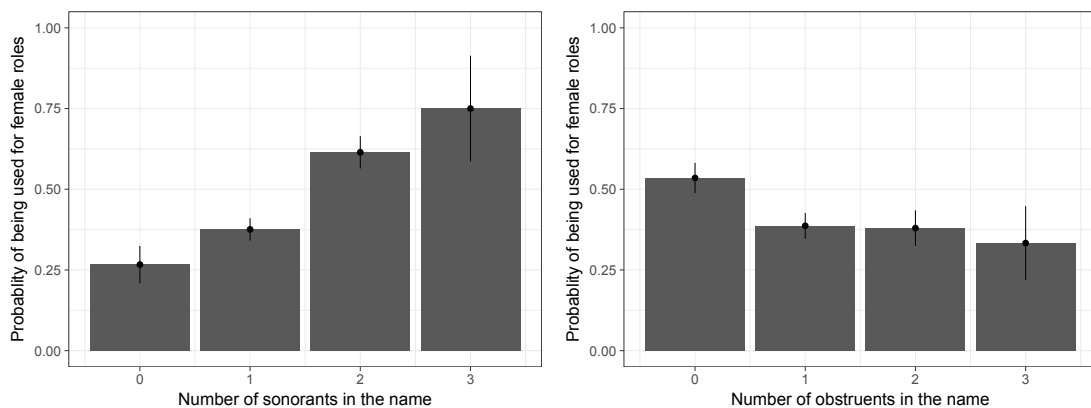 Probablity of being used for female roles
1.00
0.75
0.50
0.25
0.00
0 1 2 3
Number of sonorants in the name
Probablity of being used for female roles
1.00
0.75
0.50
0.25
0.00
0 1 2 3
Number of obstruents in the name